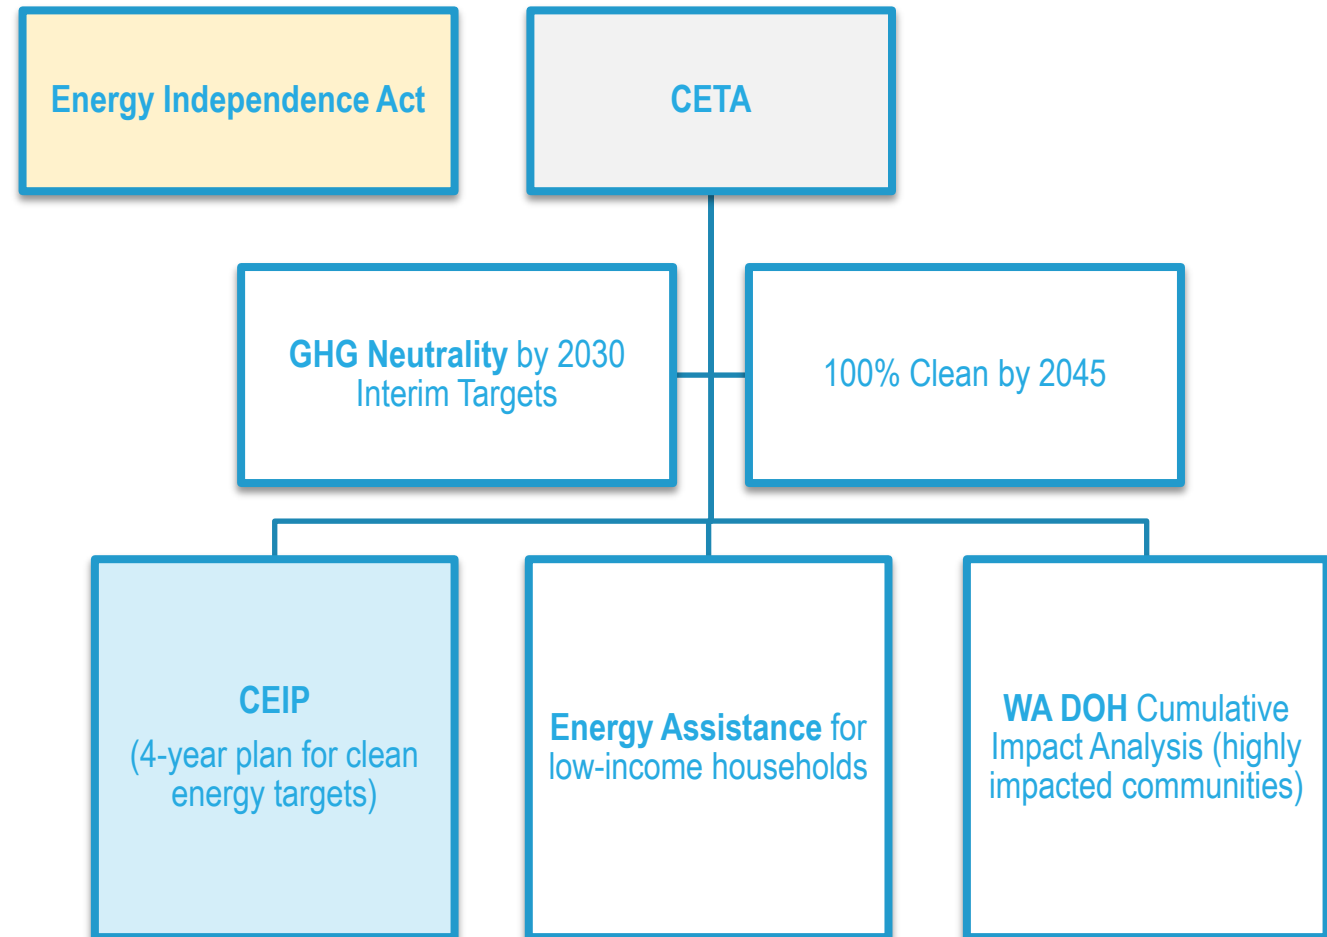 Energy Independence Act
CETA
GHG Neutrality by 2030
Interim Targets
100% Clean by 2045
CEIP
(4-year plan for clean
energy targets)
Energy Assistance for
low-income households
WA DOH Cumulative
Impact Analysis (highly
impacted communities)